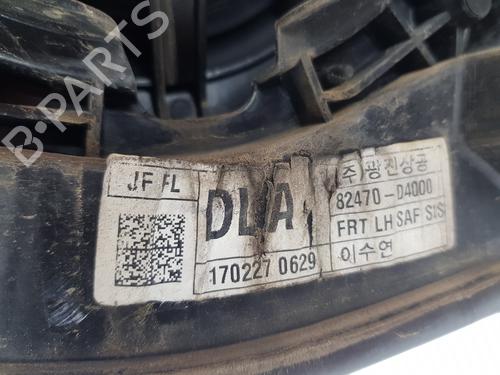 B-PARTS
JF FL
DLA
170227 0629
(주)광진상공
82470-D4000
FRT LH SAF S/S
이수연